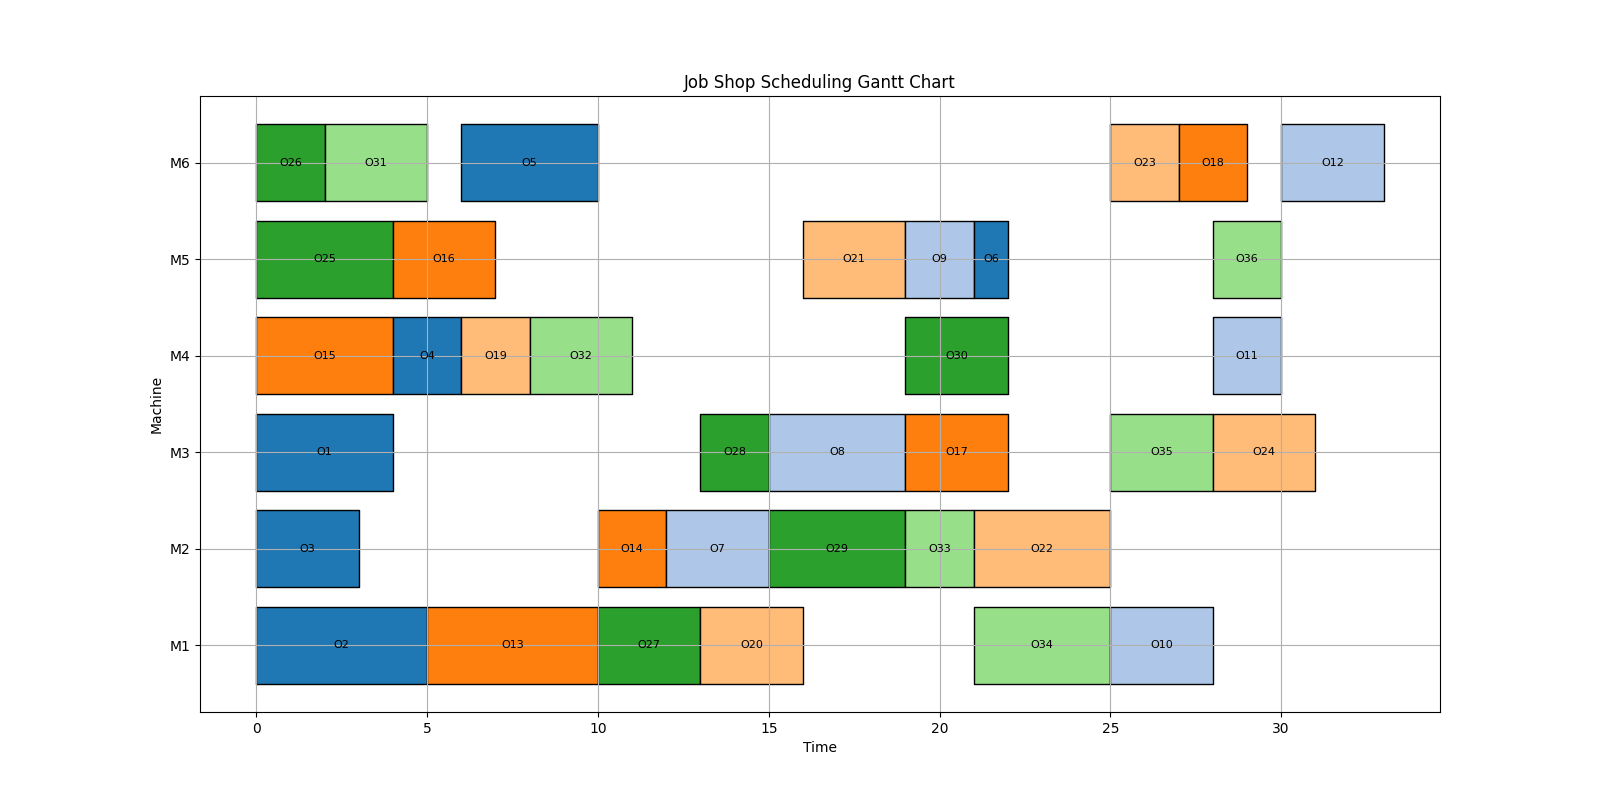 Job Shop Scheduling Gantt Chart
M6 O26 O31 O5 O23 O18 O12
M5 O25 O16 O21 O9 O6 O36
M4 O15 O4 O19 O32 O30 O11
Machine
M3 O1 O28 O8 O17 O35 O24
M2 O3 O14 O7 O29 O33 O22
M1 O2 O13 O27 O20 O34 O10
0 5 10 15 20 25 30
Time